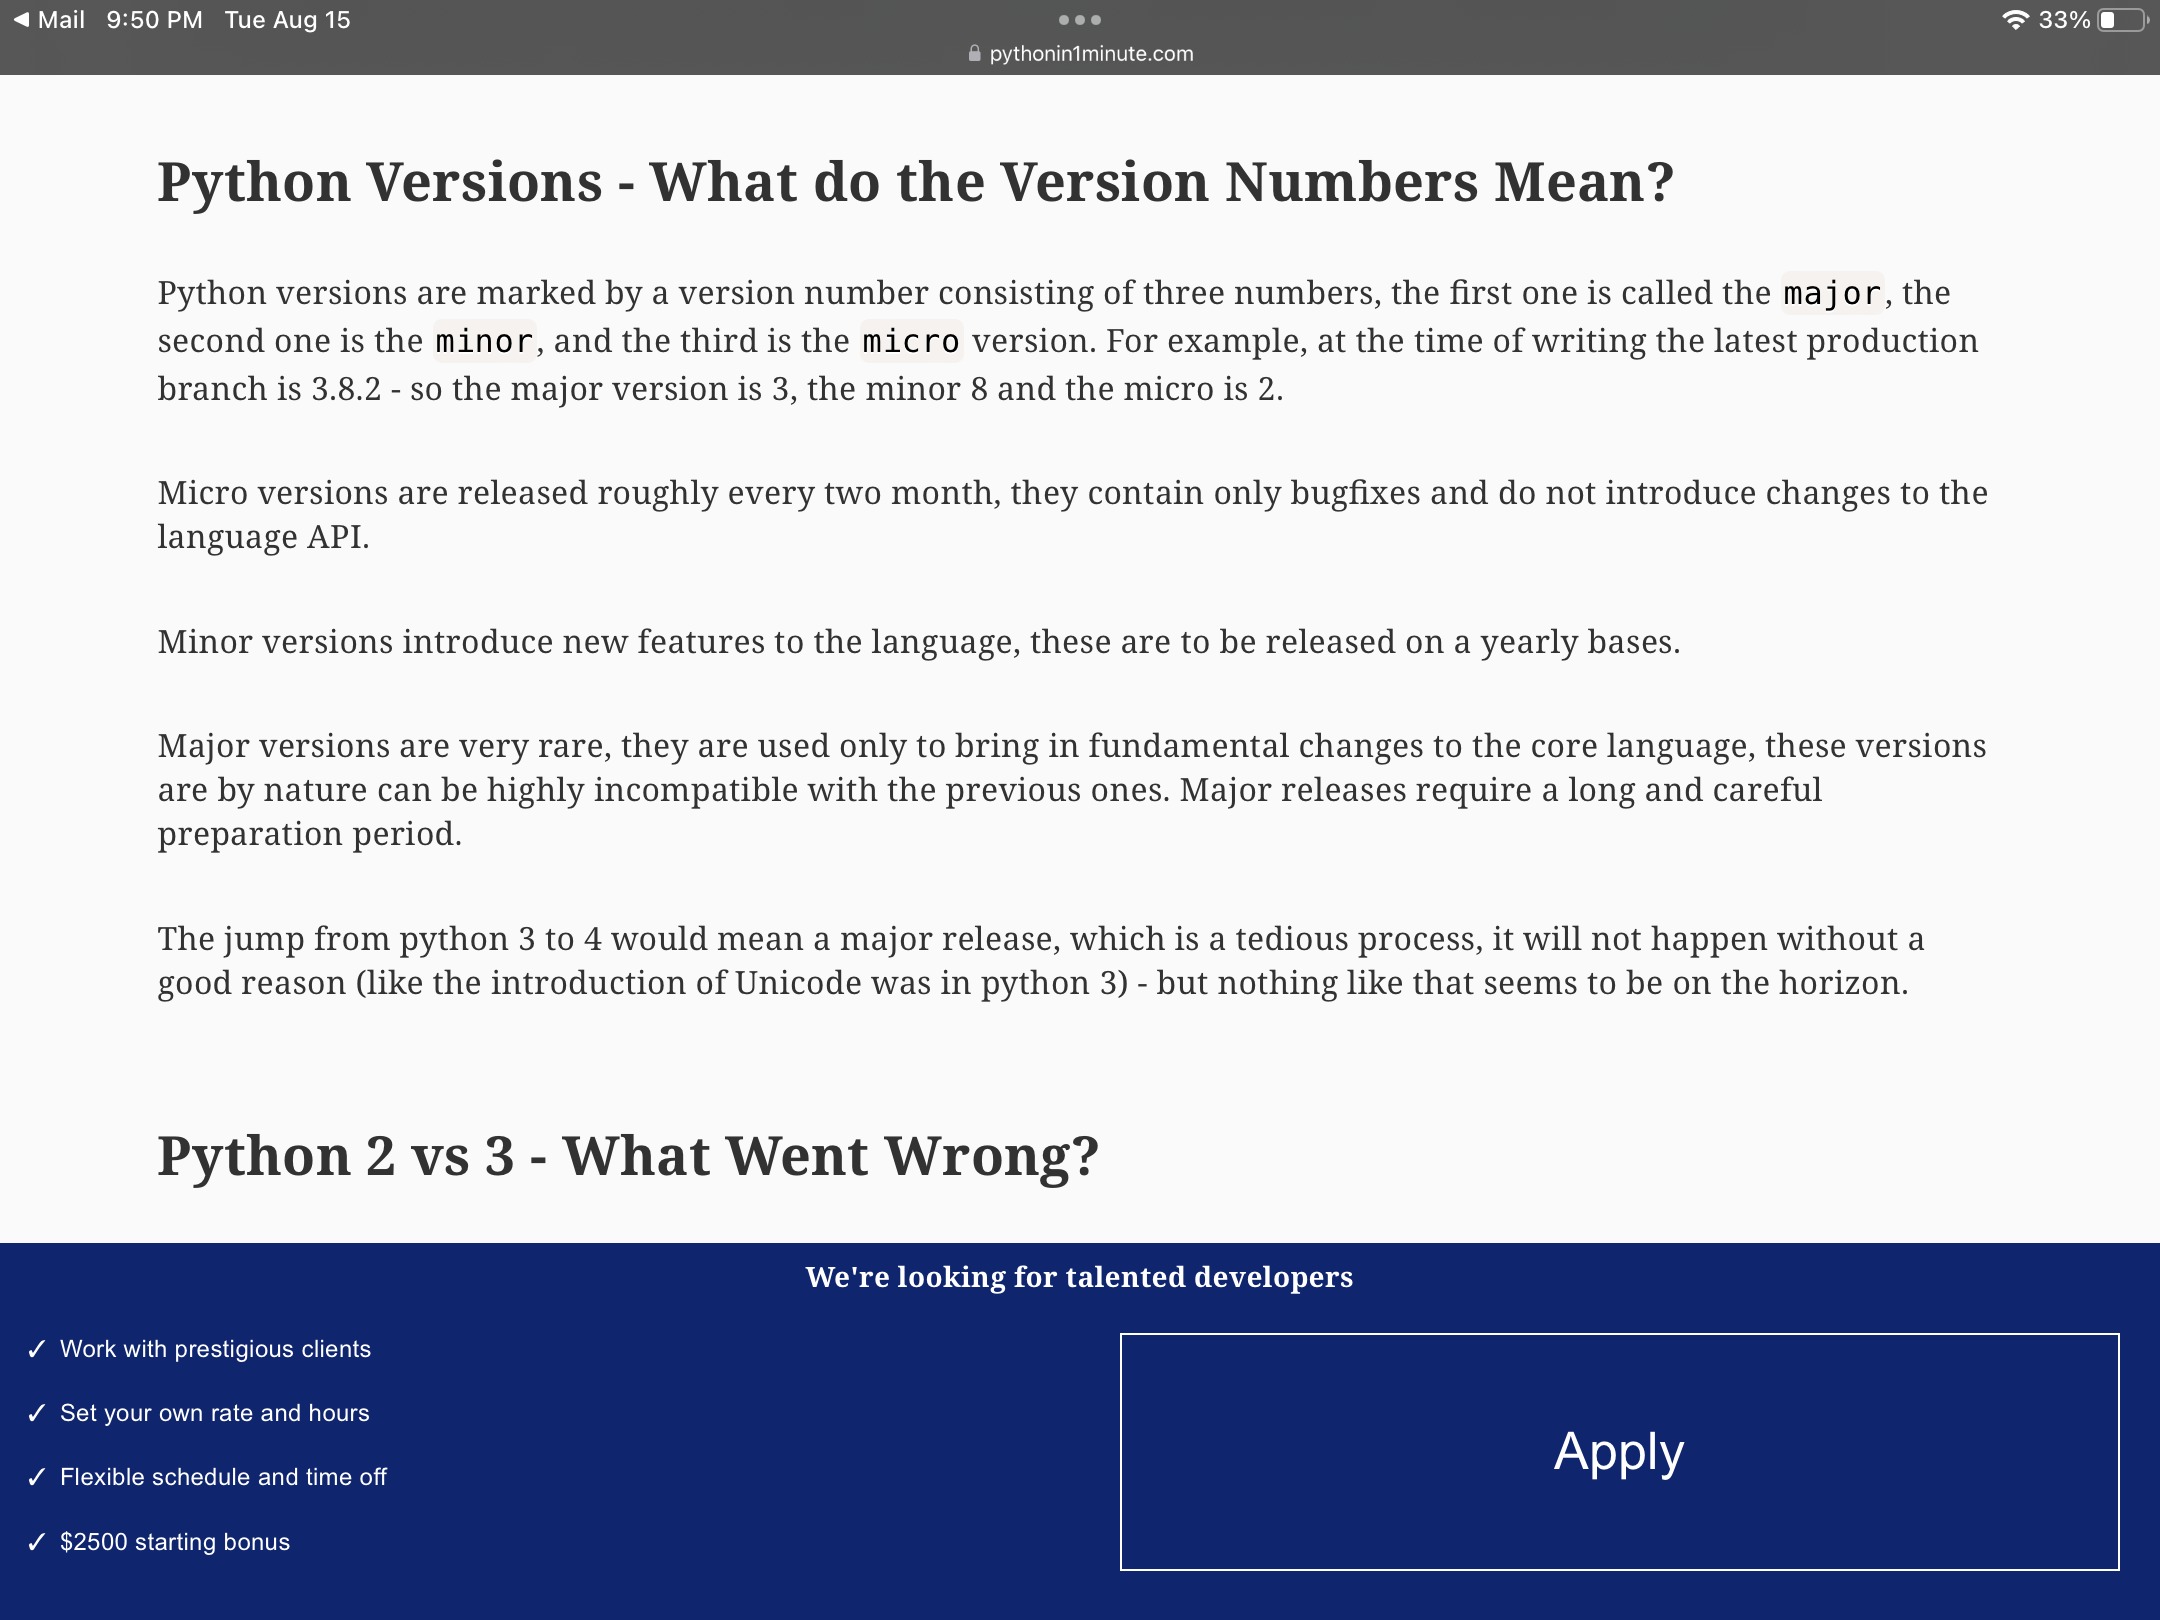 Mail 9:50 PM Tue Aug 15
33%
pythonin1minute.com
Python Versions - What do the Version Numbers Mean?
Python versions are marked by a version number consisting of three numbers, the first one is called the major, the
second one is the minor, and the third is the micro version. For example, at the time of writing the latest production
branch is 3.8.2 - so the major version is 3, the minor 8 and the micro is 2.
Micro versions are released roughly every two month, they contain only bugfixes and do not introduce changes to the
language API.
Minor versions introduce new features to the language, these are to be released on a yearly bases.
Major versions are very rare, they are used only to bring in fundamental changes to the core language, these versions
are by nature can be highly incompatible with the previous ones. Major releases require a long and careful
preparation period.
The jump from python 3 to 4 would mean a major release, which is a tedious process, it will not happen without a
good reason (like the introduction of Unicode was in python 3) - but nothing like that seems to be on the horizon.
Python 2 vs 3 - What Went Wrong?
We're looking for talented developers
✓ Work with prestigious clients
✓ Set your own rate and hours
✓ Flexible schedule and time off
✓ $2500 starting bonus
Apply